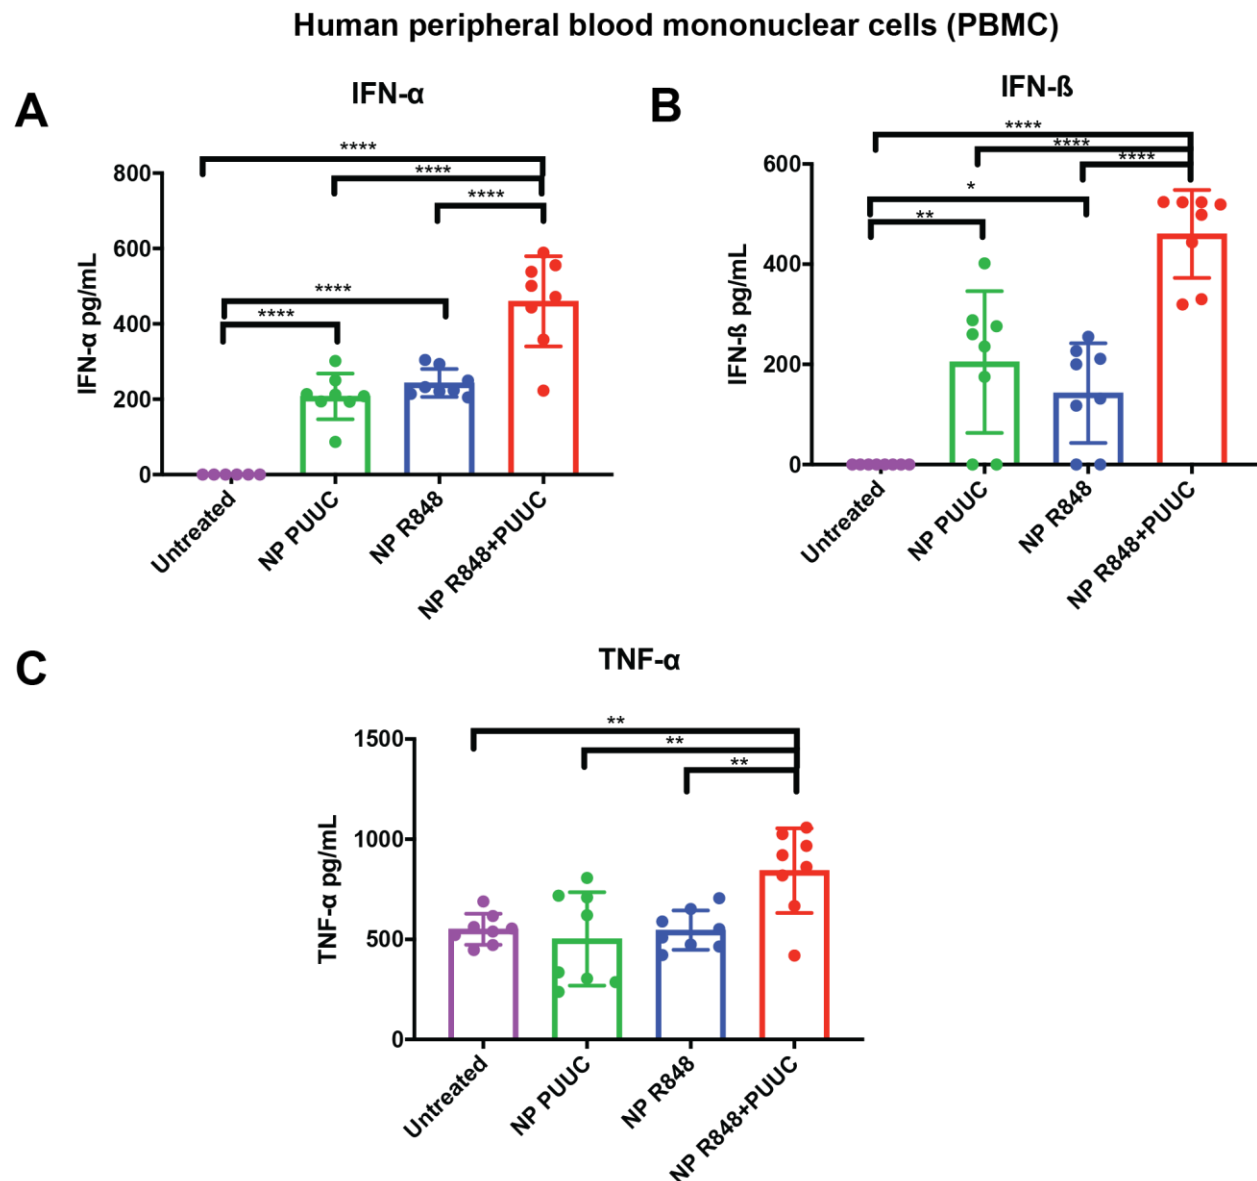 Human peripheral blood mononuclear cells (PBMC)
A
IFN-α
****
****
****
****
****
800
600
400
200
0
IFN-α pg/mL
Untreated
NP PUUC
NP R848
NP R848+PUUC
B
IFN-ß
****
****
****
*
**
600
400
200
0
IFN-ß pg/mL
Untreated
NP PUUC
NP R848
NP R848+PUUC
C
TNF-α
**
**
**
1500
1000
500
0
TNF-α pg/mL
Untreated
NP PUUC
NP R848
NP R848+PUUC